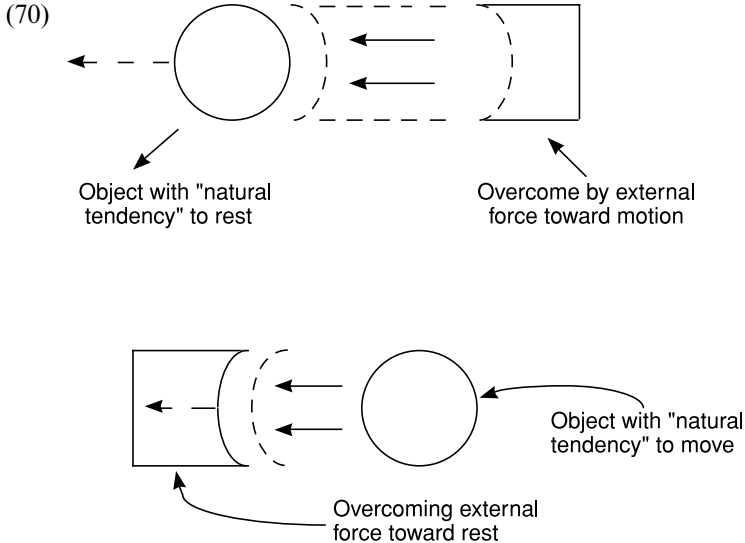 (70)
Object with "natural
tendency" to rest
Overcome by external
force toward motion
Object with "natural
tendency" to move
Overcoming external
force toward rest